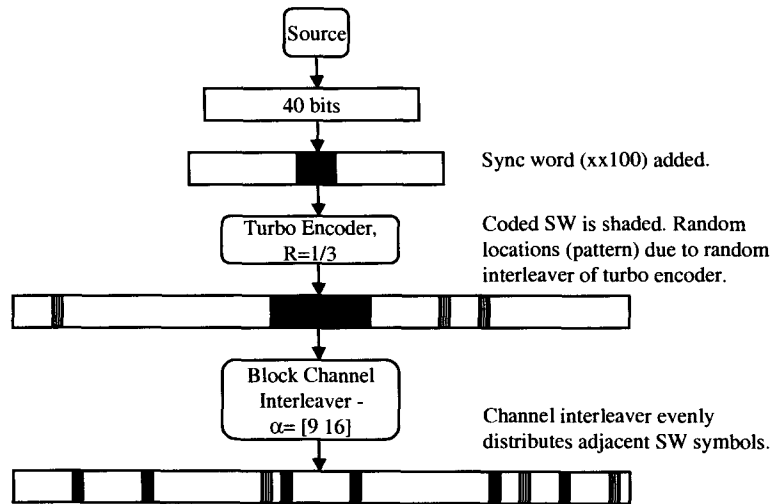 Source
40 bits
Sync word (xx100) added.
Turbo Encoder,
R=1/3
Coded SW is shaded. Random
locations (pattern) due to random
interleaver of turbo encoder.
Block Channel
Interleaver -
α= [9 16]
Channel interleaver evenly
distributes adjacent SW symbols.